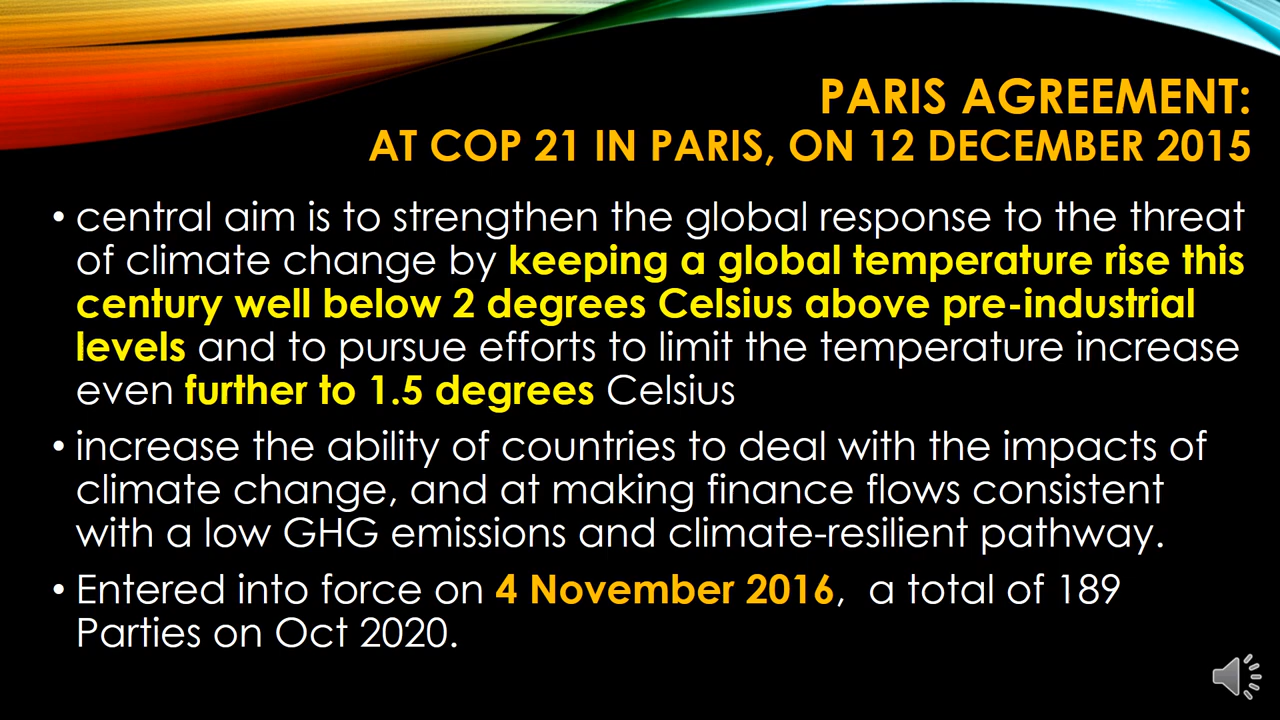 PARIS AGREEMENT:
AT COP 21 IN PARIS, ON 12 DECEMBER 2015
• central aim is to strengthen the global response to the threat
of climate change by keeping a global temperature rise this
century well below 2 degrees Celsius above pre-industrial
levels and to pursue efforts to limit the temperature increase
even further to 1.5 degrees Celsius
• increase the ability of countries to deal with the impacts of
climate change, and at making finance flows consistent
with a low GHG emissions and climate-resilient pathway.
• Entered into force on 4 November 2016,  a total of 189
Parties on Oct 2020.